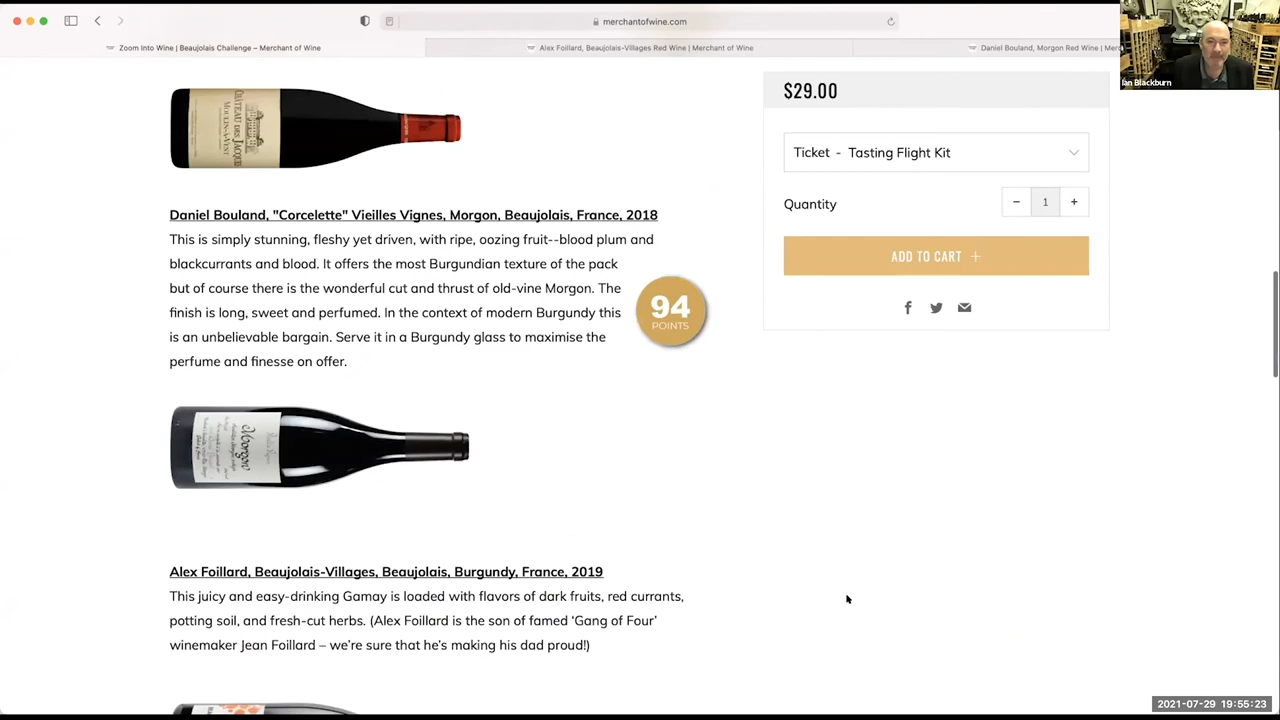 merchantofwine.com
Zoom Into Wine | Beaujolais Challenge – Merchant of Wine
Alex Foillard, Beaujolais-Villages Red Wine | Merchant of Wine
Daniel Bouland, Morgon Red Wine | Merc
Ian Blackburn
CHÂTEAU DES JACQUES
MOULIN-À-VENT
$29.00
Ticket - Tasting Flight Kit
Quantity
− 1 +
ADD TO CART +
Daniel Bouland, "Corcelette" Vieilles Vignes, Morgon, Beaujolais, France, 2018
This is simply stunning, fleshy yet driven, with ripe, oozing fruit--blood plum and
blackcurrants and blood. It offers the most Burgundian texture of the pack
but of course there is the wonderful cut and thrust of old-vine Morgon. The
finish is long, sweet and perfumed. In the context of modern Burgundy this
is an unbelievable bargain. Serve it in a Burgundy glass to maximise the
perfume and finesse on offer.
94
POINTS
Morgon
Alex Foillard, Beaujolais-Villages, Beaujolais, Burgundy, France, 2019
This juicy and easy-drinking Gamay is loaded with flavors of dark fruits, red currants,
potting soil, and fresh-cut herbs. (Alex Foillard is the son of famed ‘Gang of Four’
winemaker Jean Foillard – we’re sure that he’s making his dad proud!)
2021-07-29 19:55:23